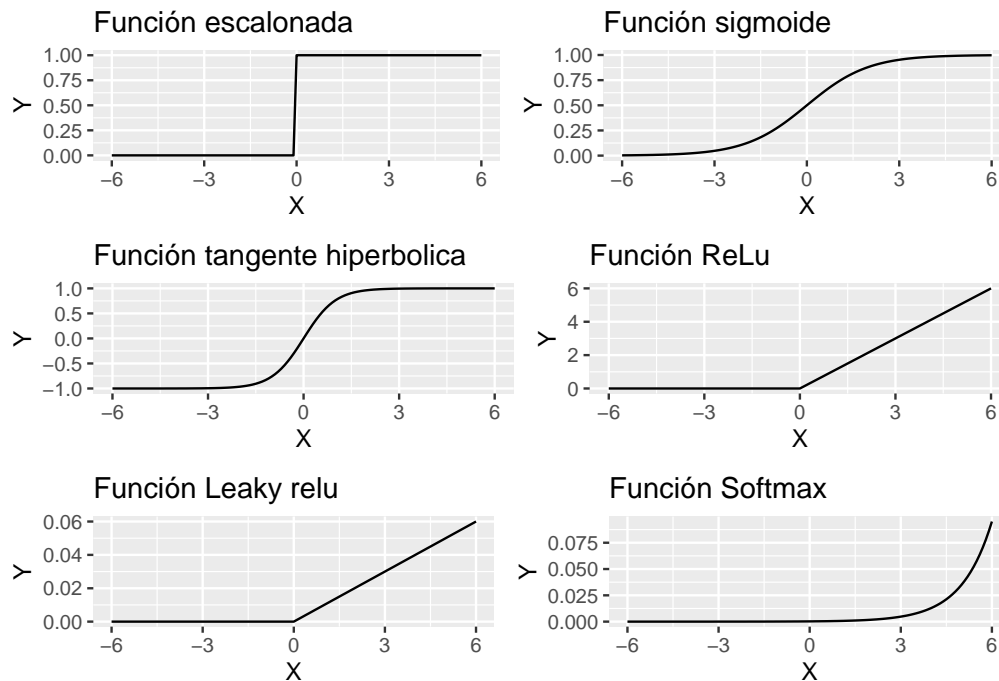 Función escalonada
1.00
0.75
0.50
0.25
0.00
Y
−6 −3 0 3 6
X
Función sigmoide
1.00
0.75
0.50
0.25
0.00
Y
−6 −3 0 3 6
X
Función tangente hiperbolica
1.0
0.5
0.0
−0.5
−1.0
Y
−6 −3 0 3 6
X
Función ReLu
6
4
2
0
Y
−6 −3 0 3 6
X
Función Leaky relu
0.06
0.04
0.02
0.00
Y
−6 −3 0 3 6
X
Función Softmax
0.075
0.050
0.025
0.000
Y
−6 −3 0 3 6
X